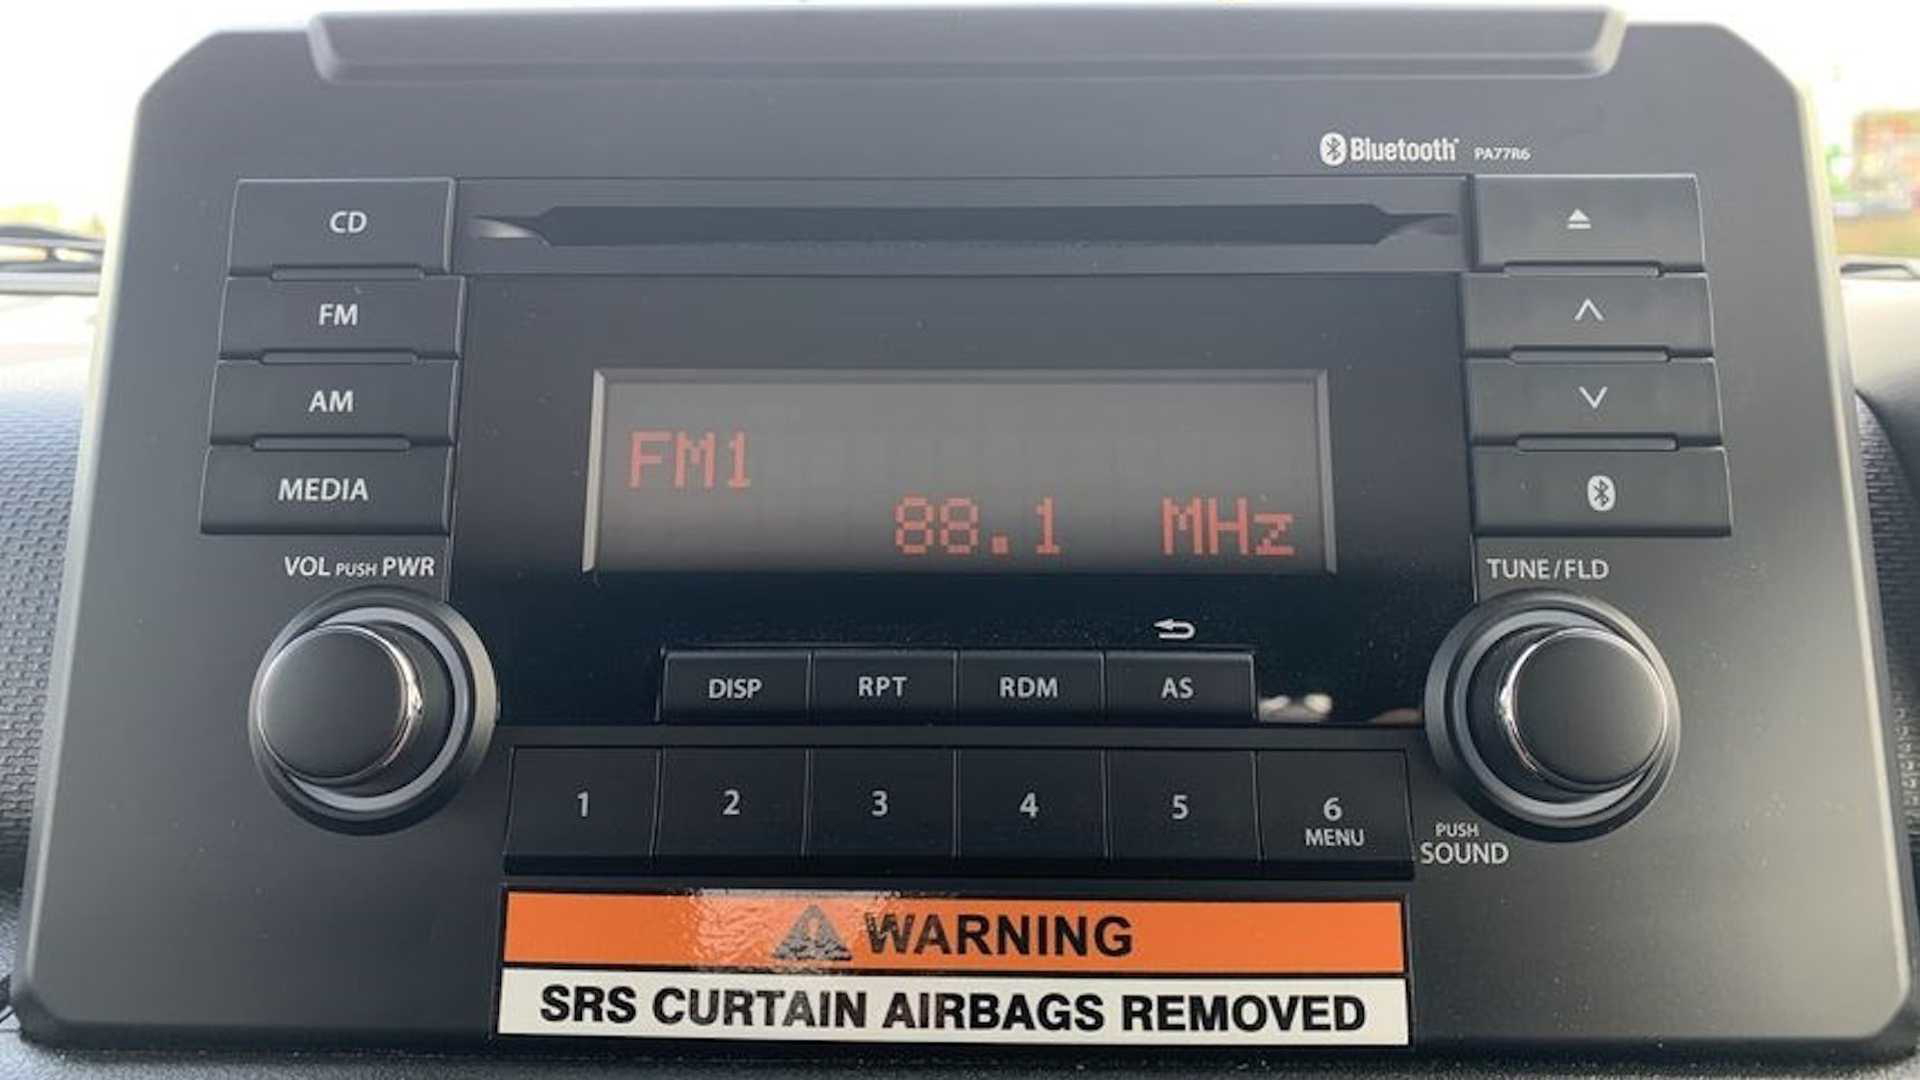 Bluetooth PA77R6
CD
FM
AM
MEDIA
FM1
88.1 MHz
VOL PUSH PWR
TUNE/FLD
DISP RPT RDM AS
1 2 3 4 5 6
MENU
PUSH
SOUND
WARNING
SRS CURTAIN AIRBAGS REMOVED